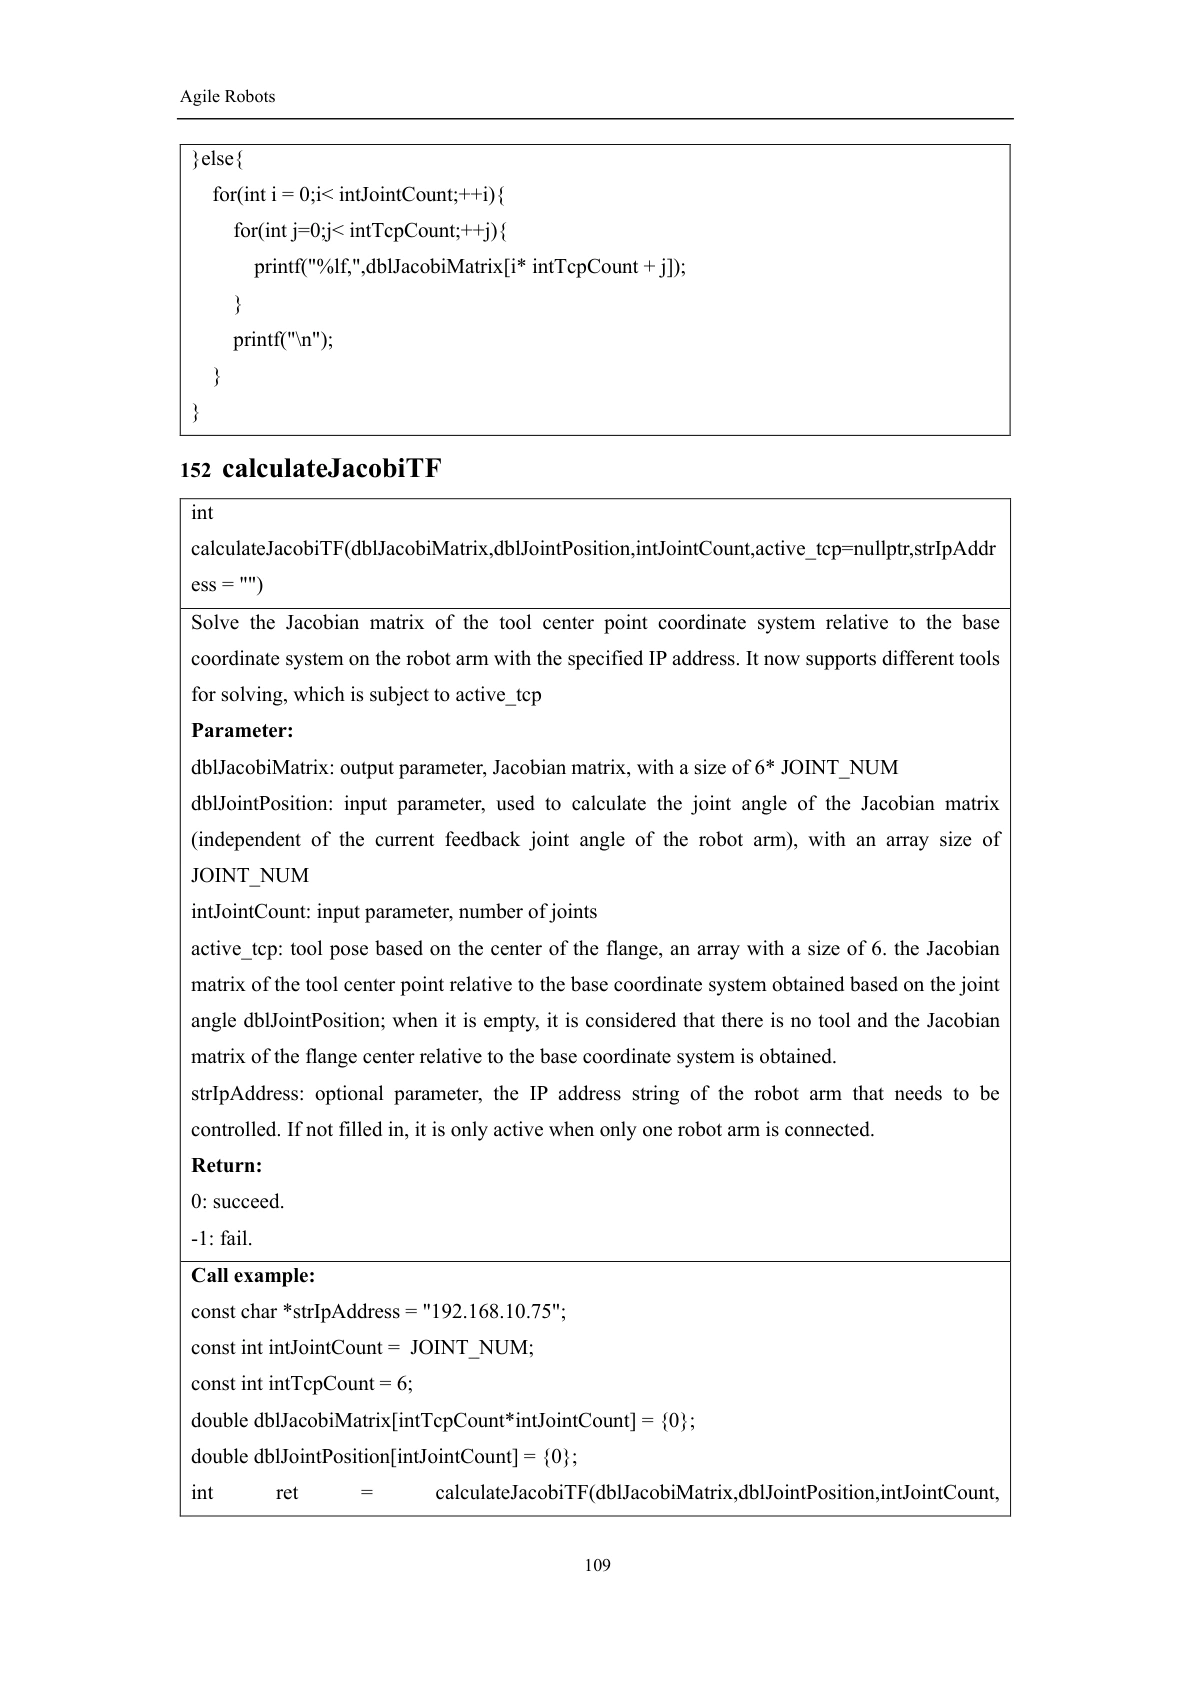 Agile Robots
}else{
for(int i = 0;i< intJointCount;++i){
for(int j=0;j< intTcpCount;++j){
printf("%lf,",dblJacobiMatrix[i* intTcpCount + j]);
}
printf("\n");
}
}
152 calculateJacobiTF
int
calculateJacobiTF(dblJacobiMatrix,dblJointPosition,intJointCount,active_tcp=nullptr,strIpAddr
ess = "")
Solve the Jacobian matrix of the tool center point coordinate system relative to the base
coordinate system on the robot arm with the specified IP address. It now supports different tools
for solving, which is subject to active_tcp
Parameter:
dblJacobiMatrix: output parameter, Jacobian matrix, with a size of 6* JOINT_NUM
dblJointPosition: input parameter, used to calculate the joint angle of the Jacobian matrix
(independent of the current feedback joint angle of the robot arm), with an array size of
JOINT_NUM
intJointCount: input parameter, number of joints
active_tcp: tool pose based on the center of the flange, an array with a size of 6. the Jacobian
matrix of the tool center point relative to the base coordinate system obtained based on the joint
angle dblJointPosition; when it is empty, it is considered that there is no tool and the Jacobian
matrix of the flange center relative to the base coordinate system is obtained.
strIpAddress: optional parameter, the IP address string of the robot arm that needs to be
controlled. If not filled in, it is only active when only one robot arm is connected.
Return:
0: succeed.
-1: fail.
Call example:
const char *strIpAddress = "192.168.10.75";
const int intJointCount =  JOINT_NUM;
const int intTcpCount = 6;
double dblJacobiMatrix[intTcpCount*intJointCount] = {0};
double dblJointPosition[intJointCount] = {0};
int ret = calculateJacobiTF(dblJacobiMatrix,dblJointPosition,intJointCount,
109